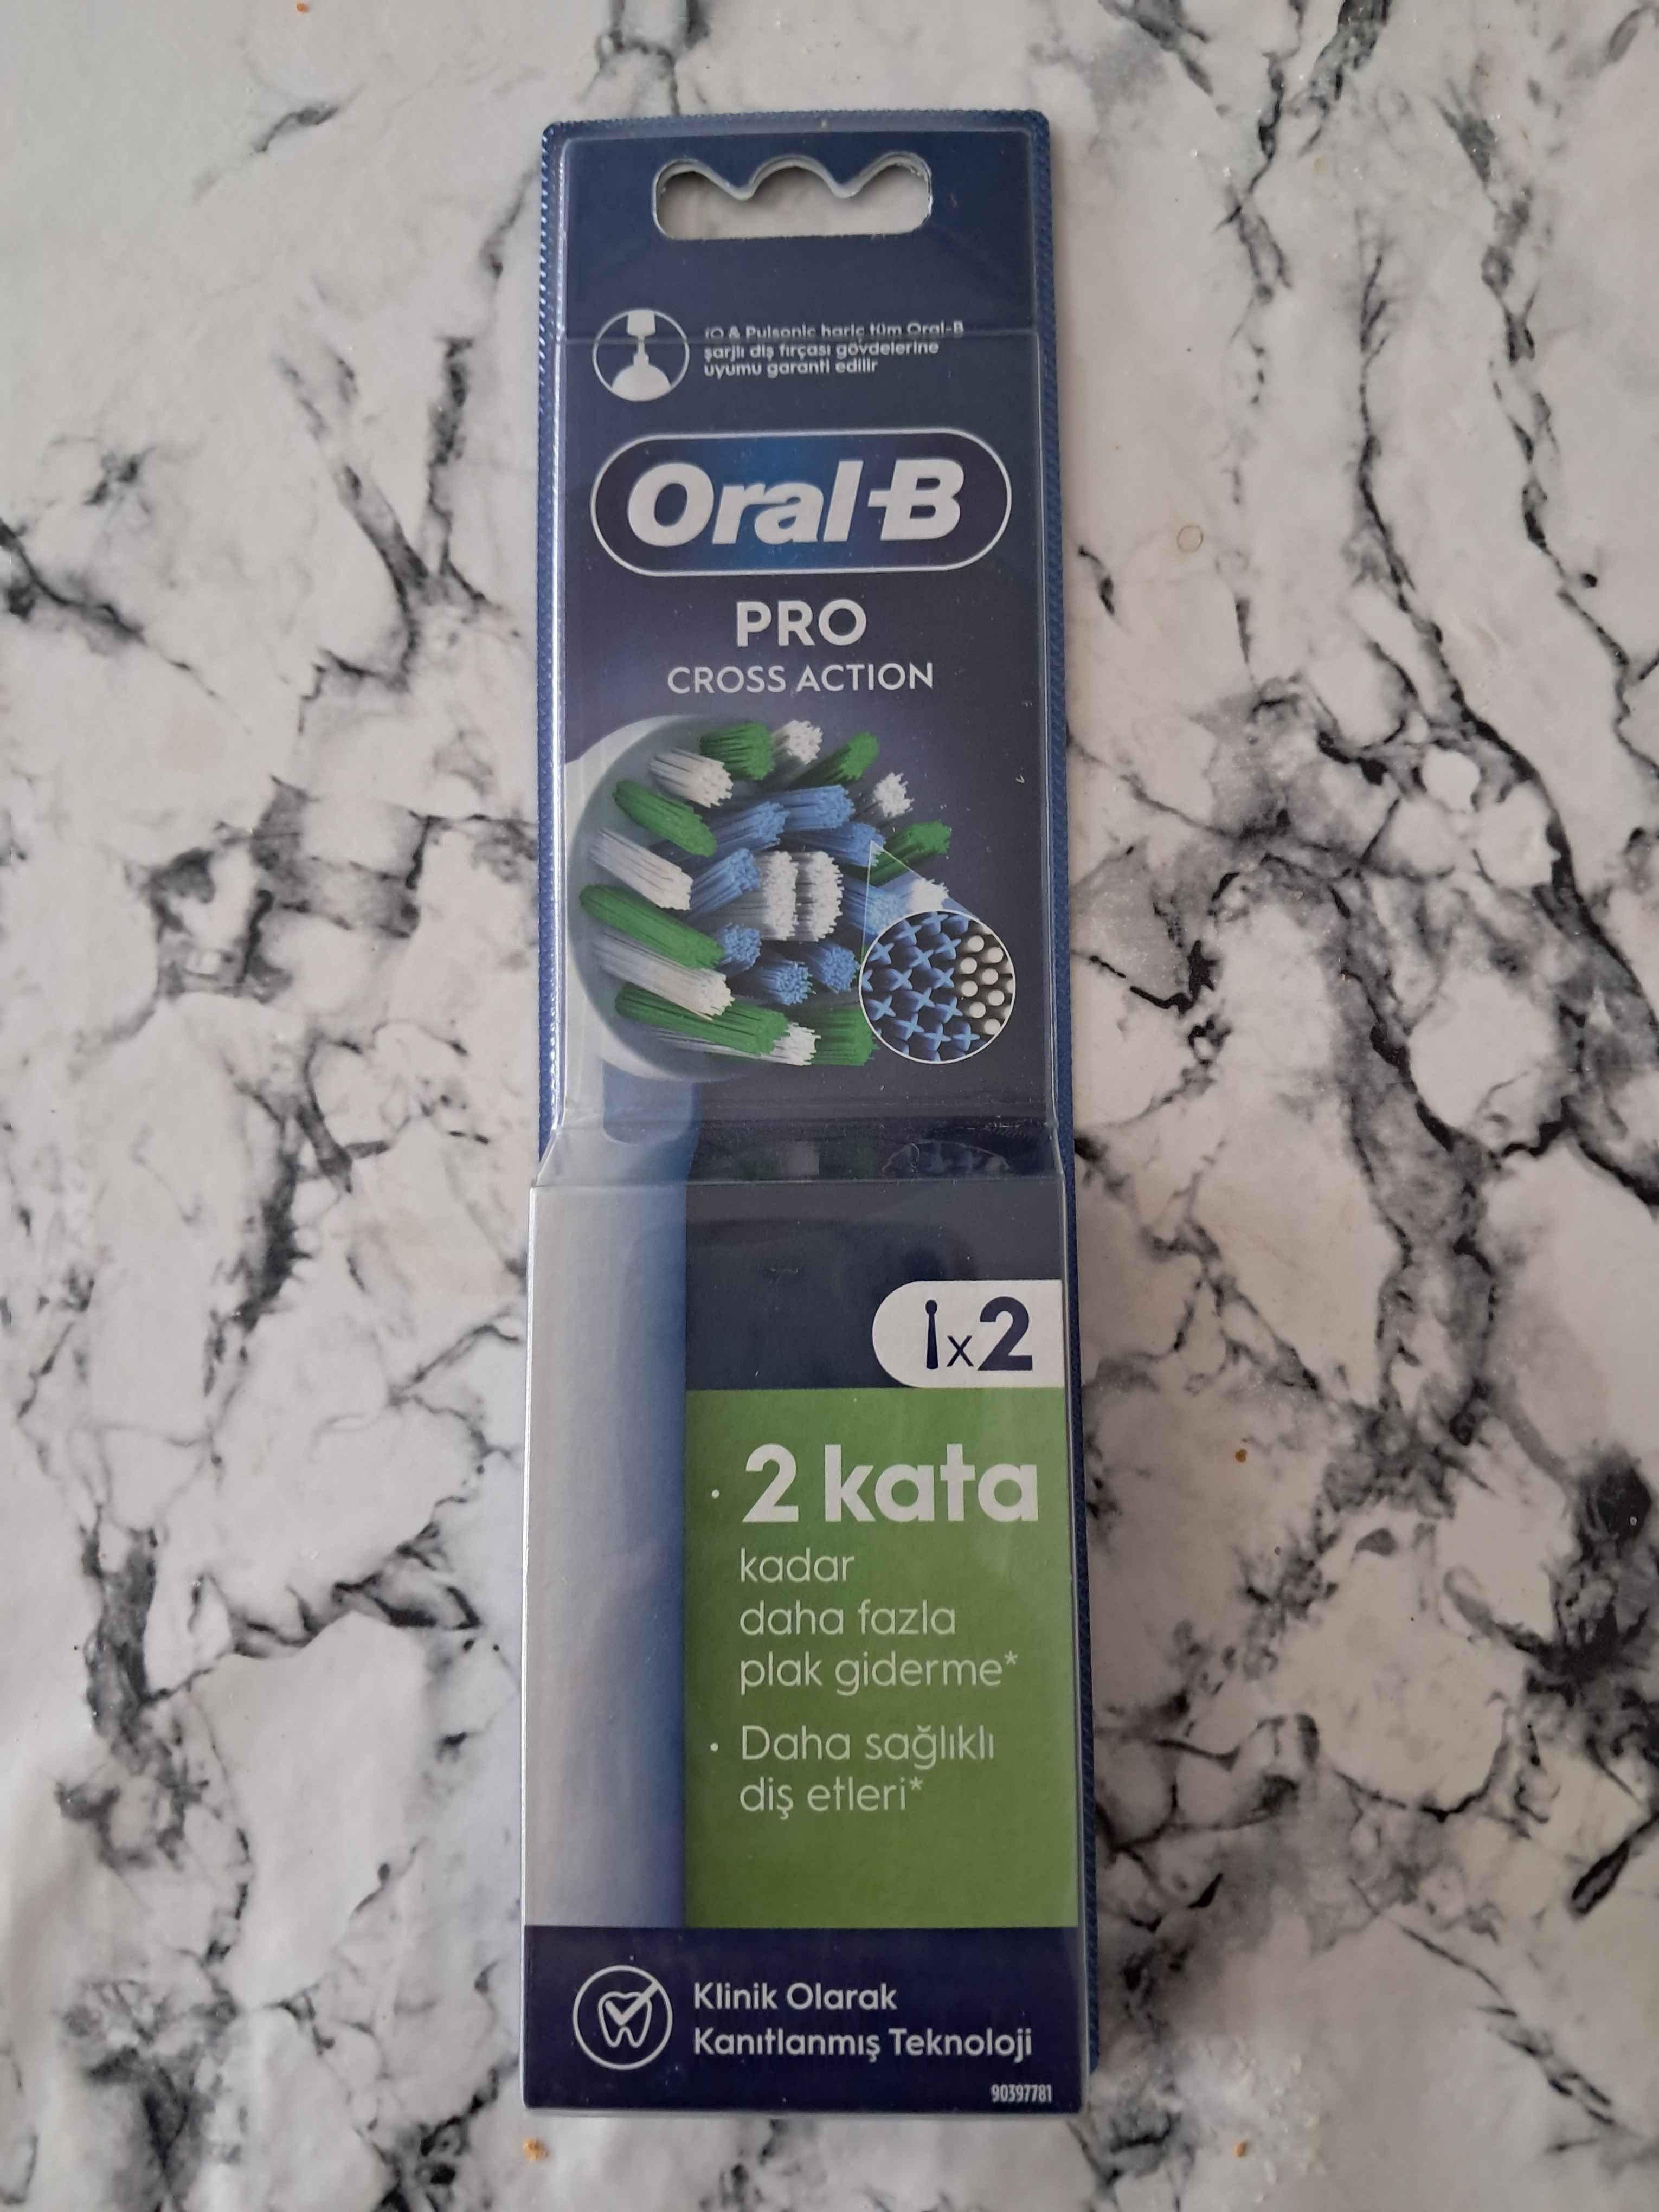 iO & Pulsonic hariç tüm Oral-B
şarjlı diş fırçası gövdelerine
uyumu garanti edilir
Oral-B
PRO
CROSS ACTION
x2
• 2 kata
kadar
daha fazla
plak giderme*
• Daha sağlıklı
diş etleri*
Klinik Olarak
Kanıtlanmış Teknoloji
90397781